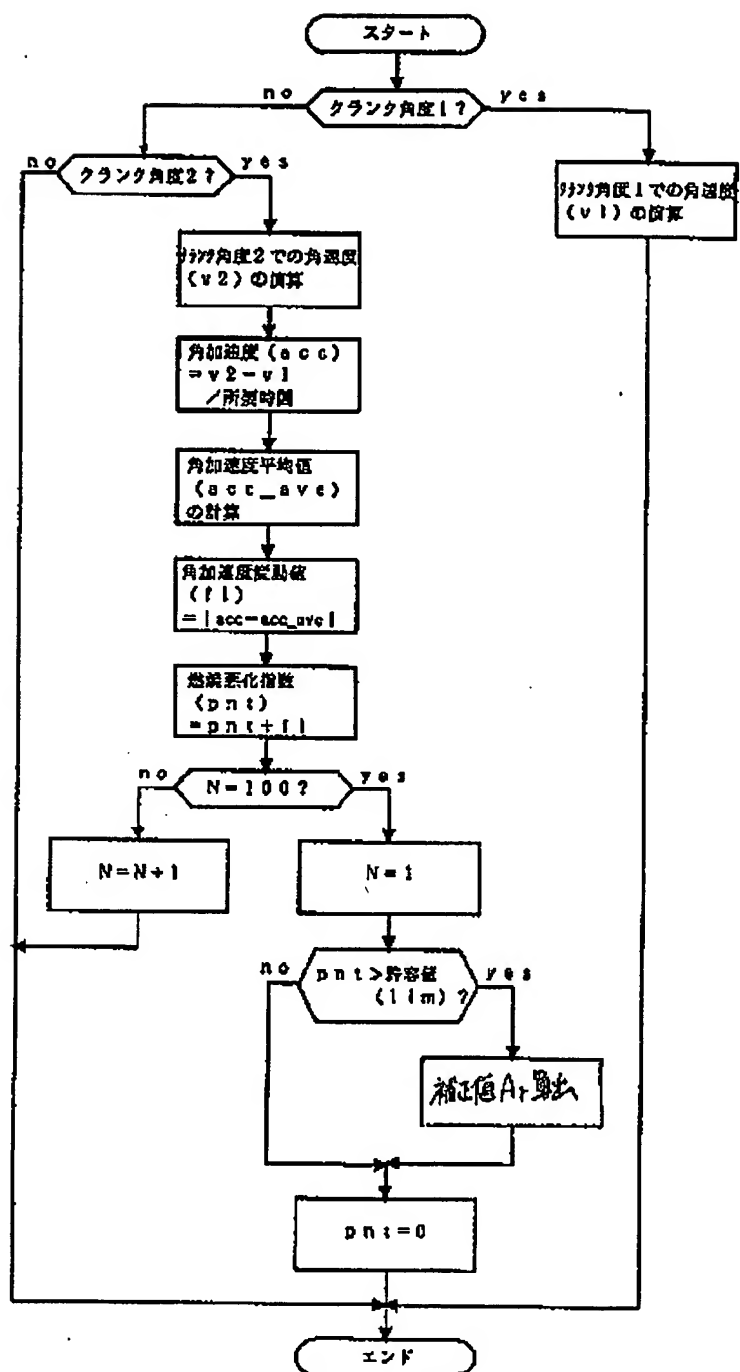 スタート
no
クランク角度1?
yes
no
クランク角度2?
yes
クランク角度1での角速度
(v1)の演算
クランク角度2での角速度
(v2)の演算
角加速度(acc)
=v2-v1
/所要時間
角加速度平均値
(acc_ave)
の計算
角加速度変動値
(fl)
=|acc-acc_ave|
燃焼悪化指数
(pnt)
=pnt+fl
no
N=100?
yes
N=N+1
N=1
no
pnt>許容値
(lim)?
yes
補正値 算出へ
pnt=0
エンド